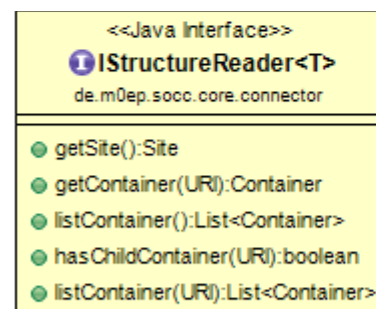 <<Java Interface>>
I IStructureReader<T>
de.m0ep.socc.core.connector
getSite():Site
getContainer(URI):Container
listContainer():List<Container>
hasChildContainer(URI):boolean
listContainer(URI):List<Container>